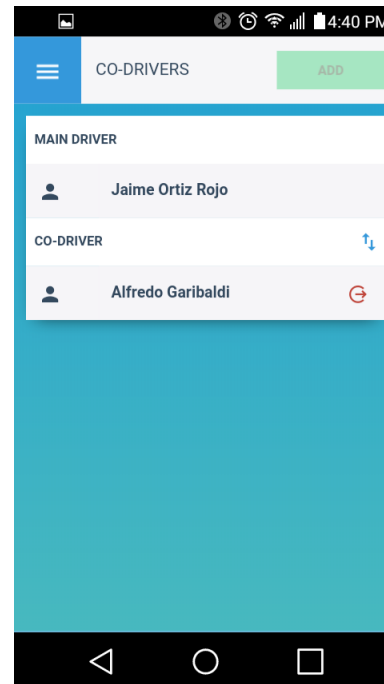 4:40 PM
CO-DRIVERS
ADD
MAIN DRIVER
Jaime Ortiz Rojo
CO-DRIVER
Alfredo Garibaldi